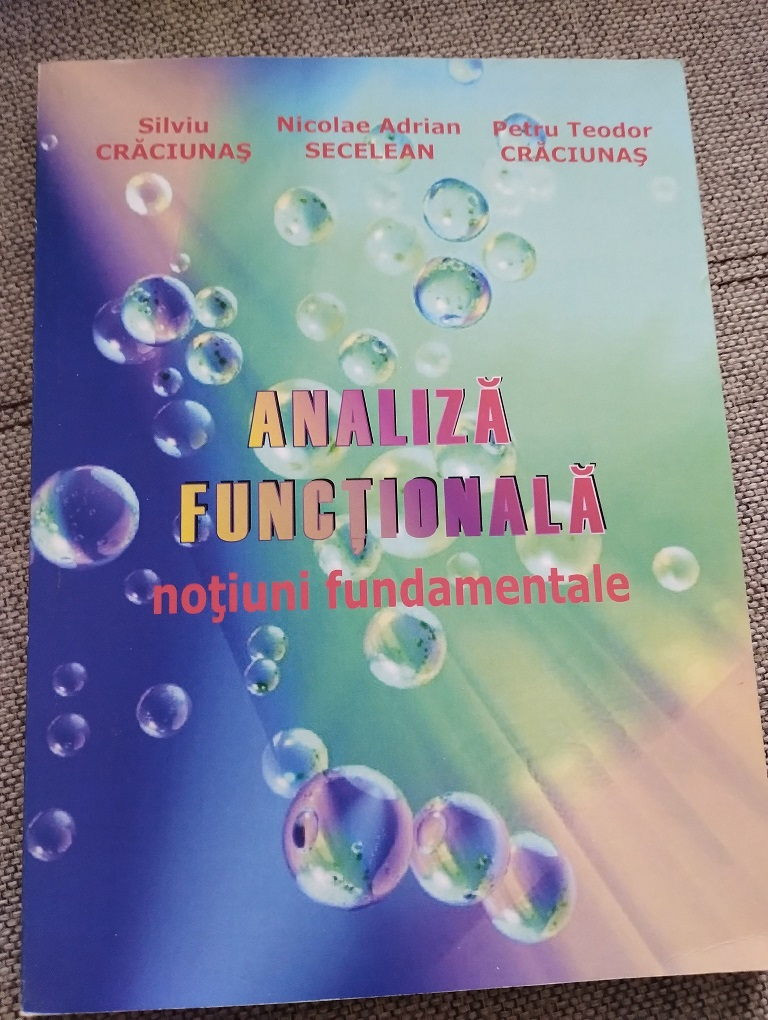 Silviu
CRĂCIUNAŞ
Nicolae Adrian
SECELEAN
Petru Teodor
CRĂCIUNAŞ
ANALIZĂ
FUNCŢIONALĂ
noţiuni fundamentale